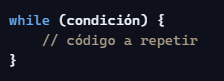 while (condición) {
    // código a repetir
}